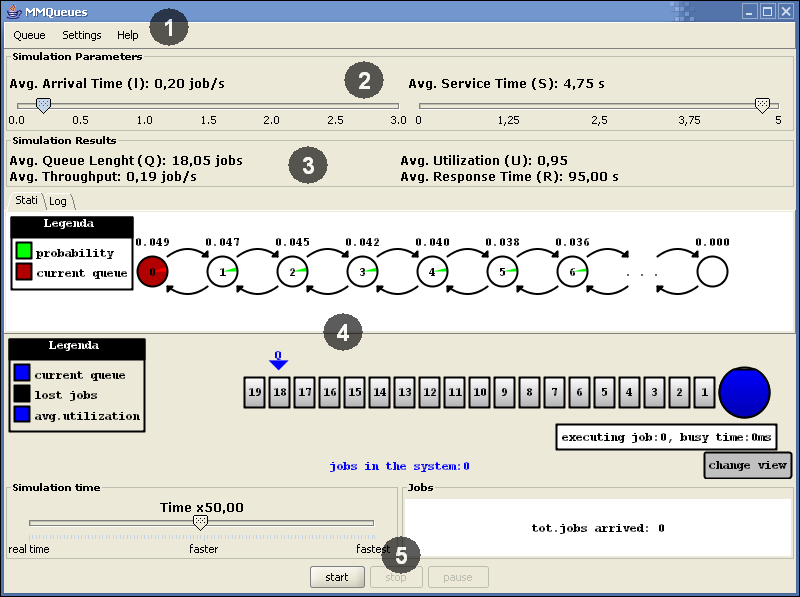 MMQueues
Queue Settings Help 1
Simulation Parameters
Avg. Arrival Time (l): 0,20 job/s 2 Avg. Service Time (S): 4,75 s
0.0 0.5 1.0 1.5 2.0 2.5 3.0 0 1,25 2,5 3,75 5
Simulation Results
Avg. Queue Lenght (Q): 18,05 jobs 3 Avg. Utilization (U): 0,95
Avg. Throughput: 0,19 job/s Avg. Response Time (R): 95,00 s
Stati Log
Legenda
probability
current queue
0.049 0.047 0.045 0.042 0.040 0.038 0.036 0.000
0 1 2 3 4 5 6 . . .
4
Legenda
current queue
lost jobs
avg.utilization
Q
19 18 17 16 15 14 13 12 11 10 9 8 7 6 5 4 3 2 1
executing job:0, busy time:0ms
jobs in the system:0
change view
Simulation time
Time x50,00
real time faster fastest
Jobs
tot.jobs arrived: 0
5
start stop pause